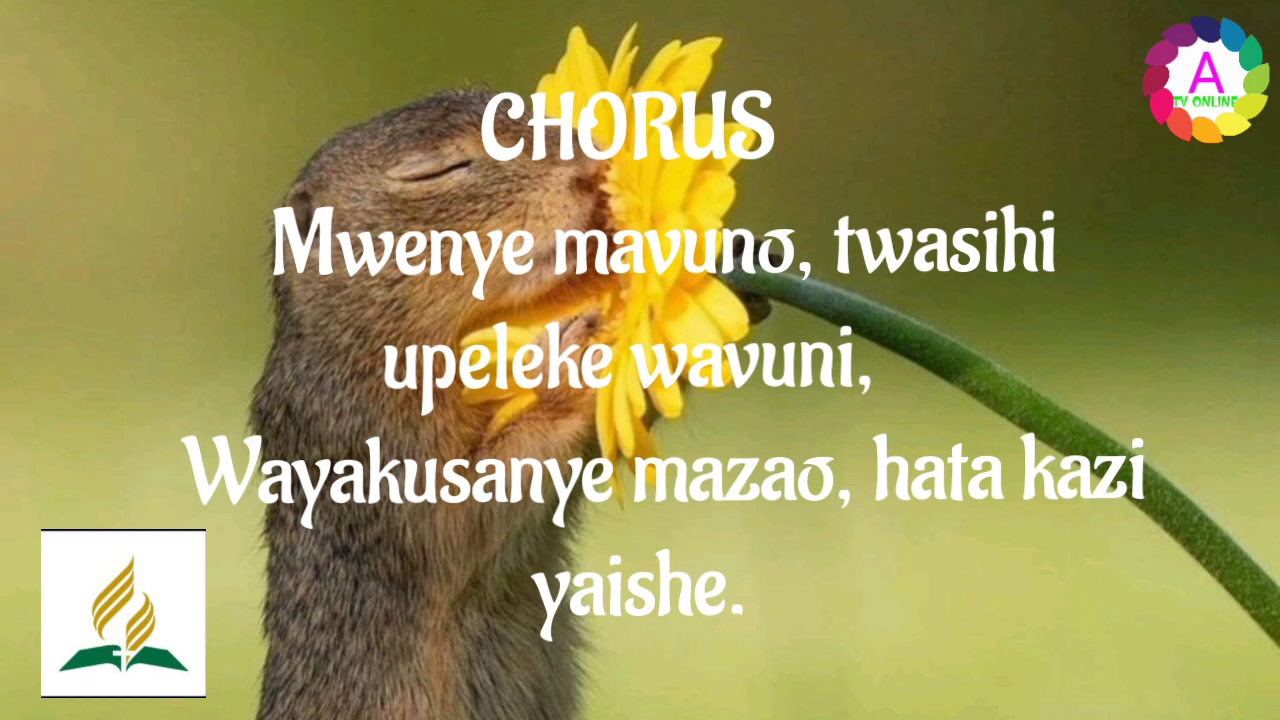 A
TV ONLINE
CHORUS
Mwenye mavuno, twasihi
upeleke wavuni,
Wayakusanye mazao, hata kazi
yaishe.